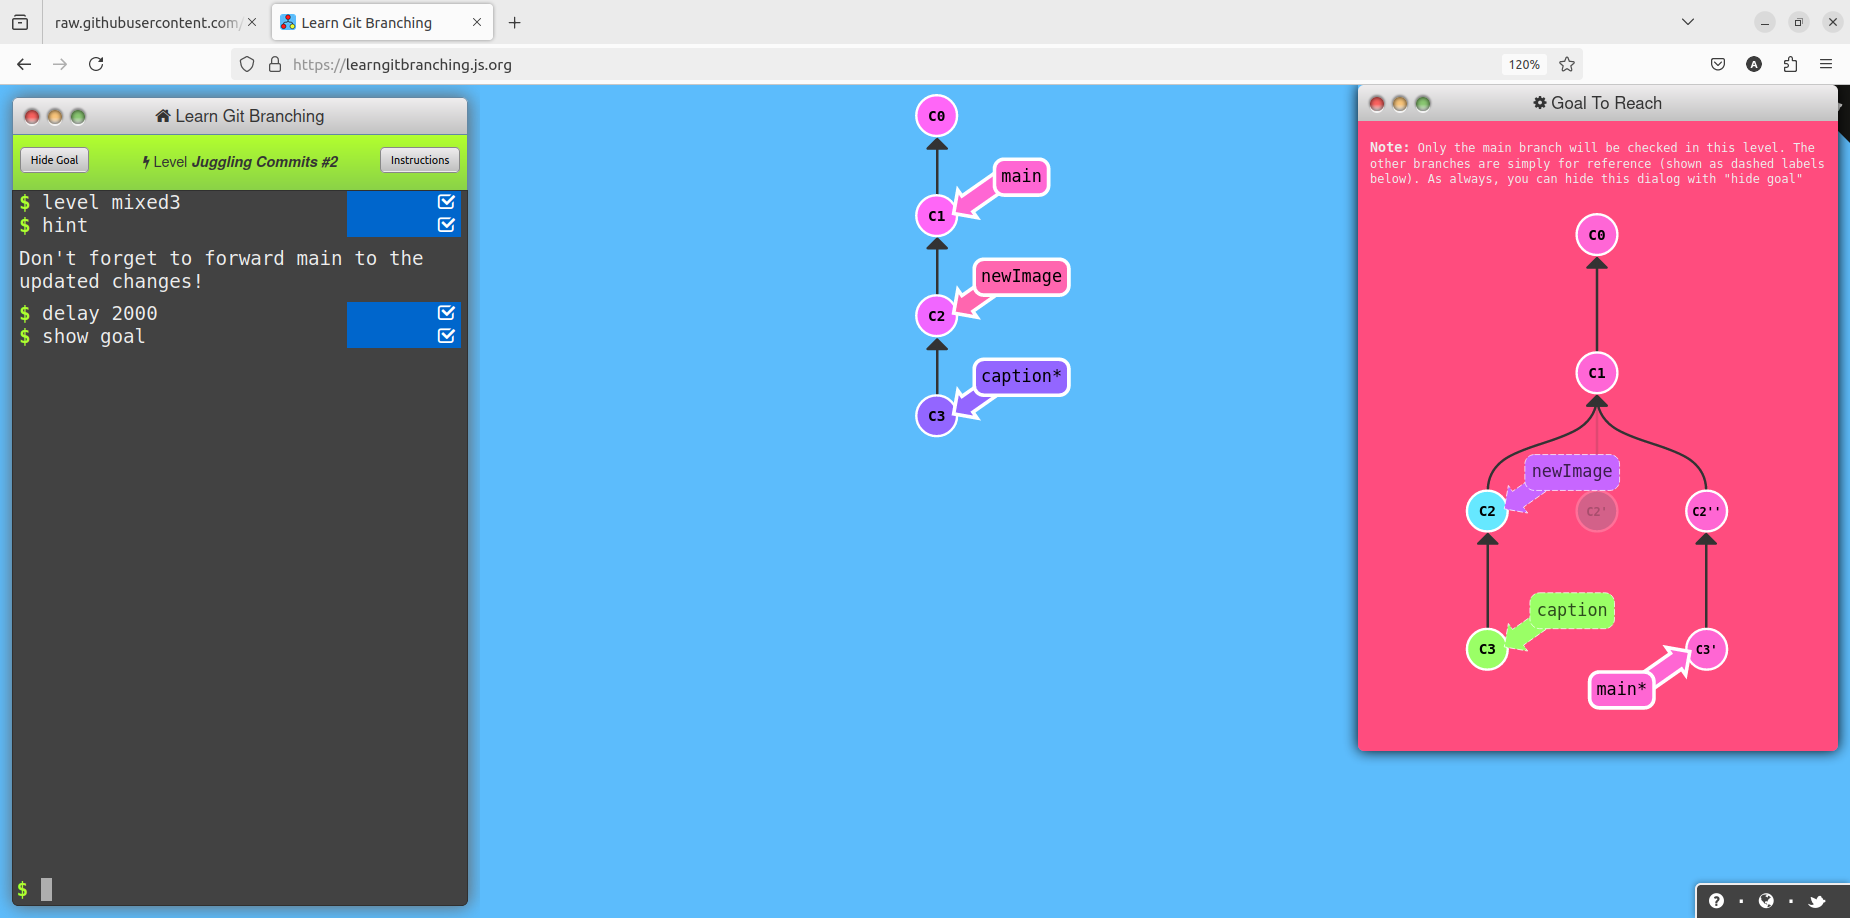 raw.githubusercontent.com/
Learn Git Branching
https://learngitbranching.js.org
120%
Learn Git Branching
Hide Goal
Level Juggling Commits #2
Instructions
$ level mixed3
$ hint
Don't forget to forward main to the
updated changes!
$ delay 2000
$ show goal
$
C0
main
C1
newImage
C2
caption*
C3
Goal To Reach
Note: Only the main branch will be checked in this level. The
other branches are simply for reference (shown as dashed labels
below). As always, you can hide this dialog with "hide goal"
C0
C1
newImage
C2
C2'
C2''
caption
C3
C3'
main*
A
?